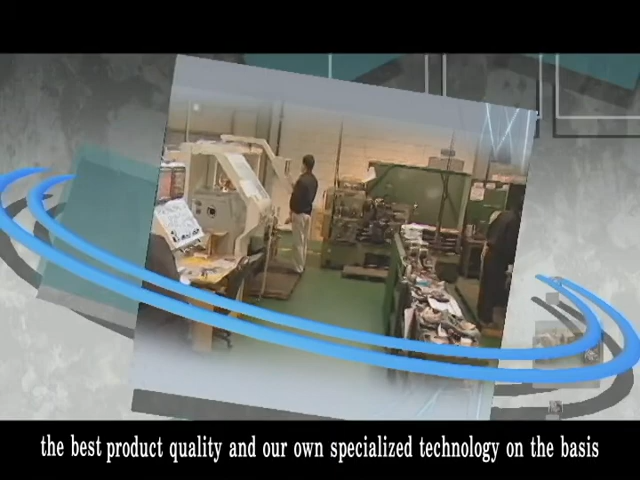 the best product quality and our own specialized technology on the basis